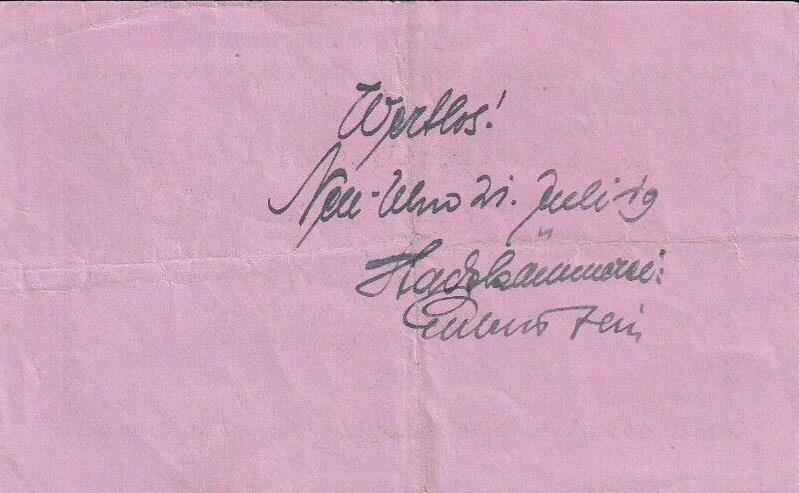 Wertlos!
Neu-Ulm 21. Juli 19
Stadtkämmerei: